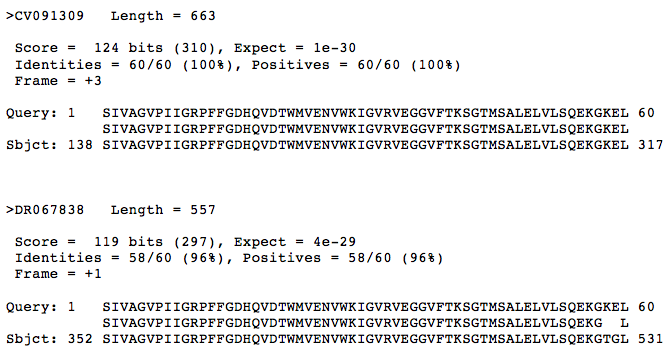 >CV091309   Length = 663
Score =  124 bits (310), Expect = 1e-30
Identities = 60/60 (100%), Positives = 60/60 (100%)
Frame = +3
Query: 1   SIVAGVPIIGRPFFGDHQVDTWMVENVWKIGVRVEGGVFTKSGTMSALELVLSQEKGKEL 60
SIVAGVPIIGRPFFGDHQVDTWMVENVWKIGVRVEGGVFTKSGTMSALELVLSQEKGKEL
Sbjct: 138 SIVAGVPIIGRPFFGDHQVDTWMVENVWKIGVRVEGGVFTKSGTMSALELVLSQEKGKEL 317
>DR067838   Length = 557
Score =  119 bits (297), Expect = 4e-29
Identities = 58/60 (96%), Positives = 58/60 (96%)
Frame = +1
Query: 1   SIVAGVPIIGRPFFGDHQVDTWMVENVWKIGVRVEGGVFTKSGTMSALELVLSQEKGKEL 60
SIVAGVPIIGRPFFGDHQVDTWMVENVWKIGVRVEGGVFTKSGTMSALELVLSQEKG  L
Sbjct: 352 SIVAGVPIIGRPFFGDHQVDTWMVENVWKIGVRVEGGVFTKSGTMSALELVLSQEKGTGL 531